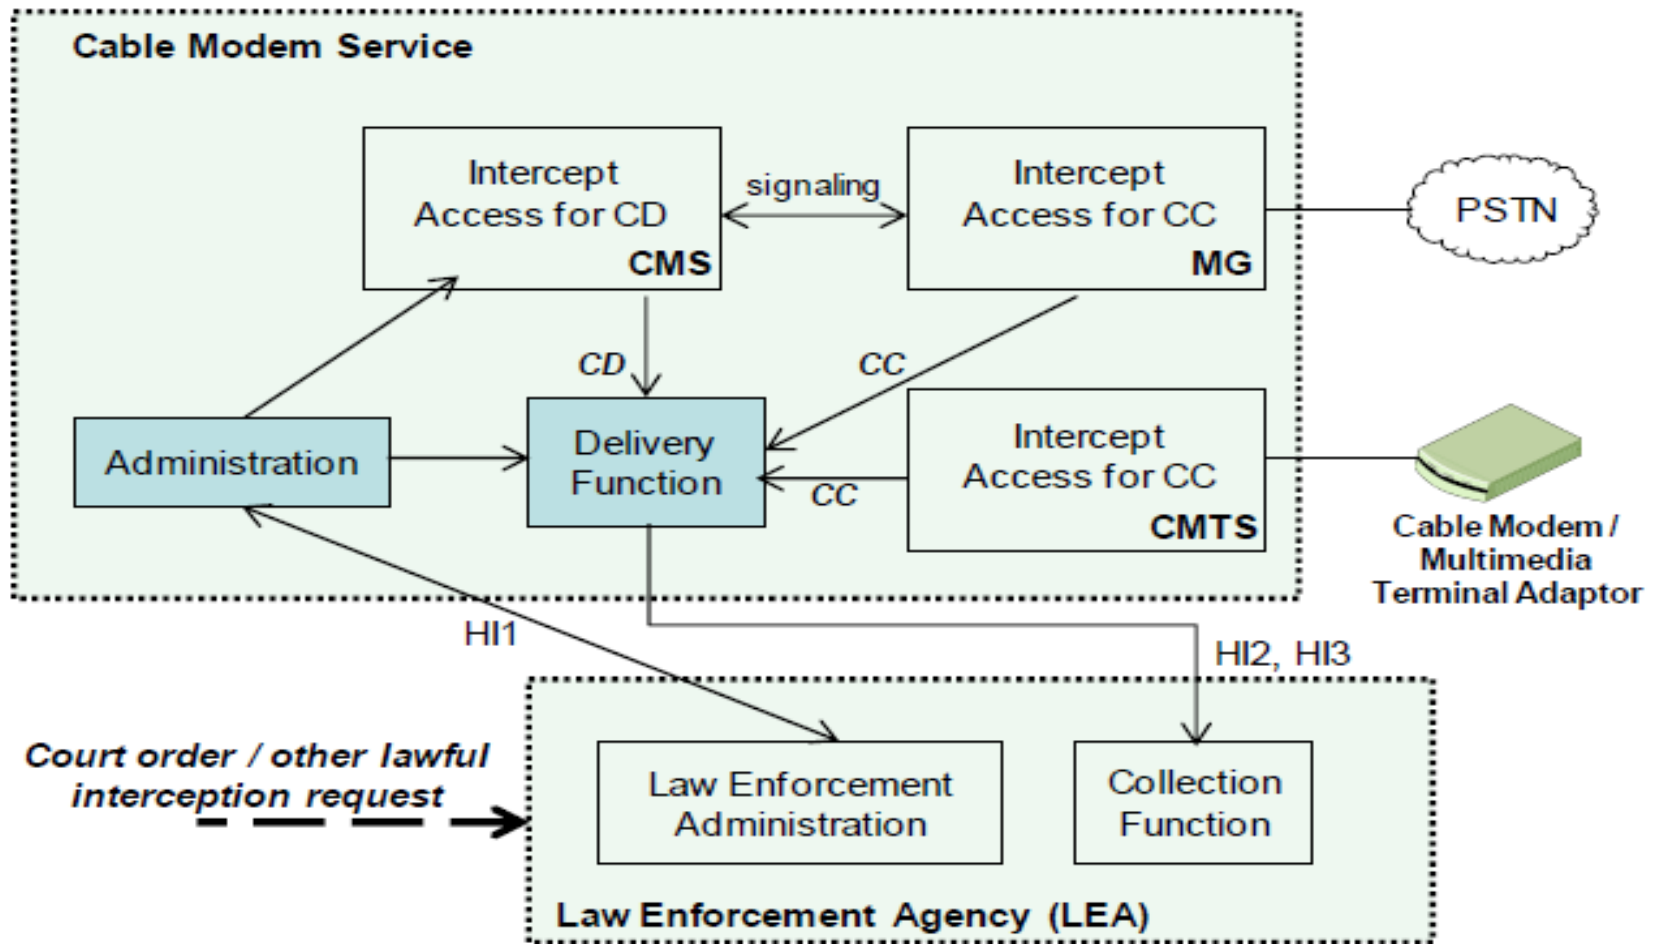 Cable Modem Service
Intercept
Access for CD
CMS
signaling
Intercept
Access for CC
MG
PSTN
CD
CC
Administration
Delivery
Function
CC
Intercept
Access for CC
CMTS
Cable Modem /
Multimedia
Terminal Adaptor
HI1
HI2, HI3
Court order / other lawful
interception request
Law Enforcement
Administration
Collection
Function
Law Enforcement Agency (LEA)